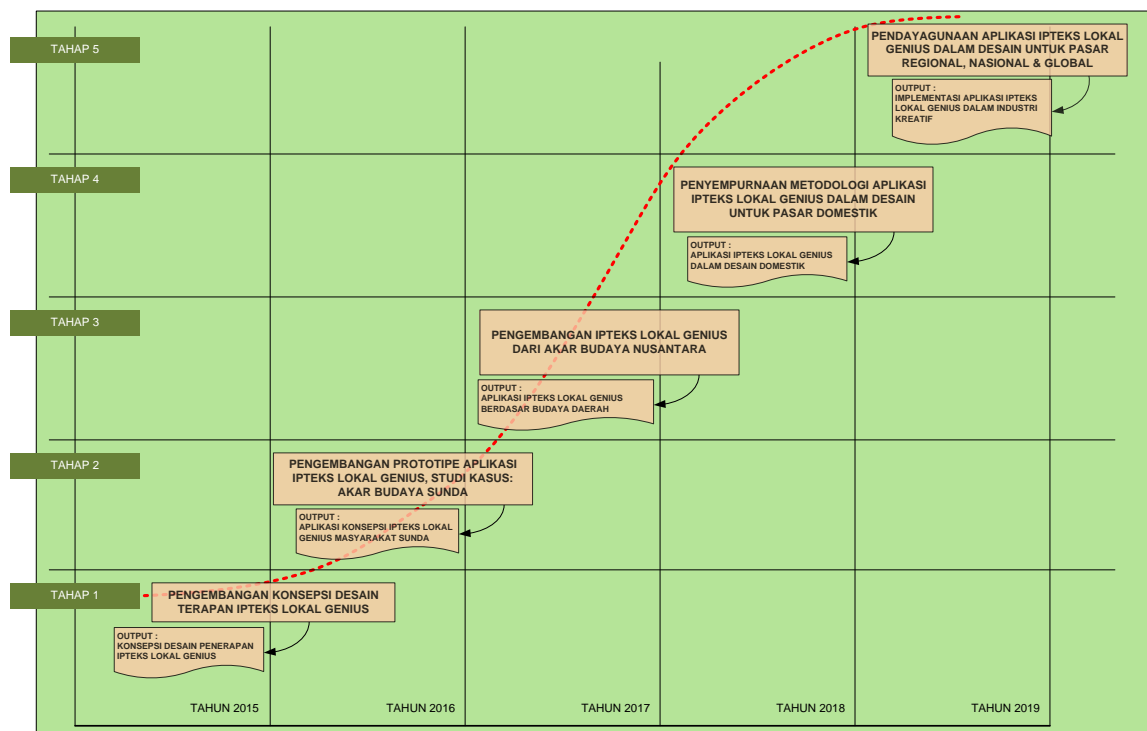 TAHAP 5
PENDAYAGUNAAN APLIKASI IPTEKS LOKAL
GENIUS DALAM DESAIN UNTUK PASAR
REGIONAL, NASIONAL & GLOBAL
OUTPUT :
IMPLEMENTASI APLIKASI IPTEKS
LOKAL GENIUS DALAM INDUSTRI
KREATIF
TAHAP 4
PENYEMPURNAAN METODOLOGI APLIKASI
IPTEKS LOKAL GENIUS DALAM DESAIN
UNTUK PASAR DOMESTIK
OUTPUT :
APLIKASI IPTEKS LOKAL GENIUS
DALAM DESAIN DOMESTIK
TAHAP 3
PENGEMBANGAN IPTEKS LOKAL GENIUS
DARI AKAR BUDAYA NUSANTARA
OUTPUT :
APLIKASI IPTEKS LOKAL GENIUS
BERDASAR BUDAYA DAERAH
TAHAP 2
PENGEMBANGAN PROTOTIPE APLIKASI
IPTEKS LOKAL GENIUS, STUDI KASUS:
AKAR BUDAYA SUNDA
OUTPUT :
APLIKASI KONSEPSI IPTEKS LOKAL
GENIUS MASYARAKAT SUNDA
TAHAP 1
PENGEMBANGAN KONSEPSI DESAIN
TERAPAN IPTEKS LOKAL GENIUS
OUTPUT :
KONSEPSI DESAIN PENERAPAN
IPTEKS LOKAL GENIUS
TAHUN 2015
TAHUN 2016
TAHUN 2017
TAHUN 2018
TAHUN 2019